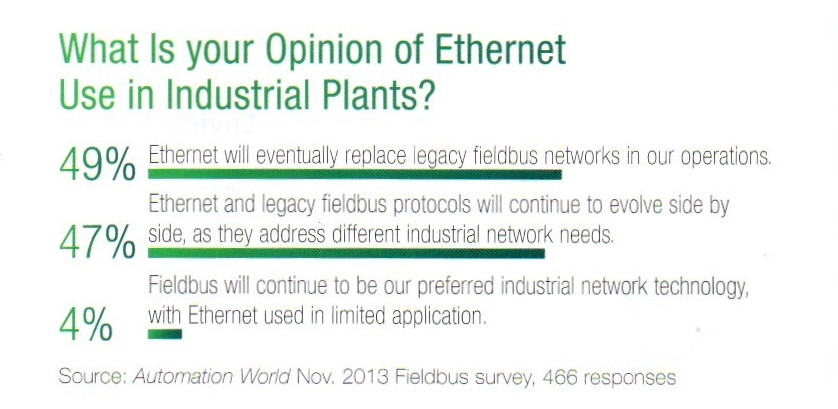 What Is your Opinion of Ethernet
Use in Industrial Plants?
49% Ethernet will eventually replace legacy fieldbus networks in our operations.
Ethernet and legacy fieldbus protocols will continue to evolve side by
47% side, as they address different industrial network needs.
Fieldbus will continue to be our preferred industrial network technology,
4% with Ethernet used in limited application.
Source: Automation World Nov. 2013 Fieldbus survey, 466 responses